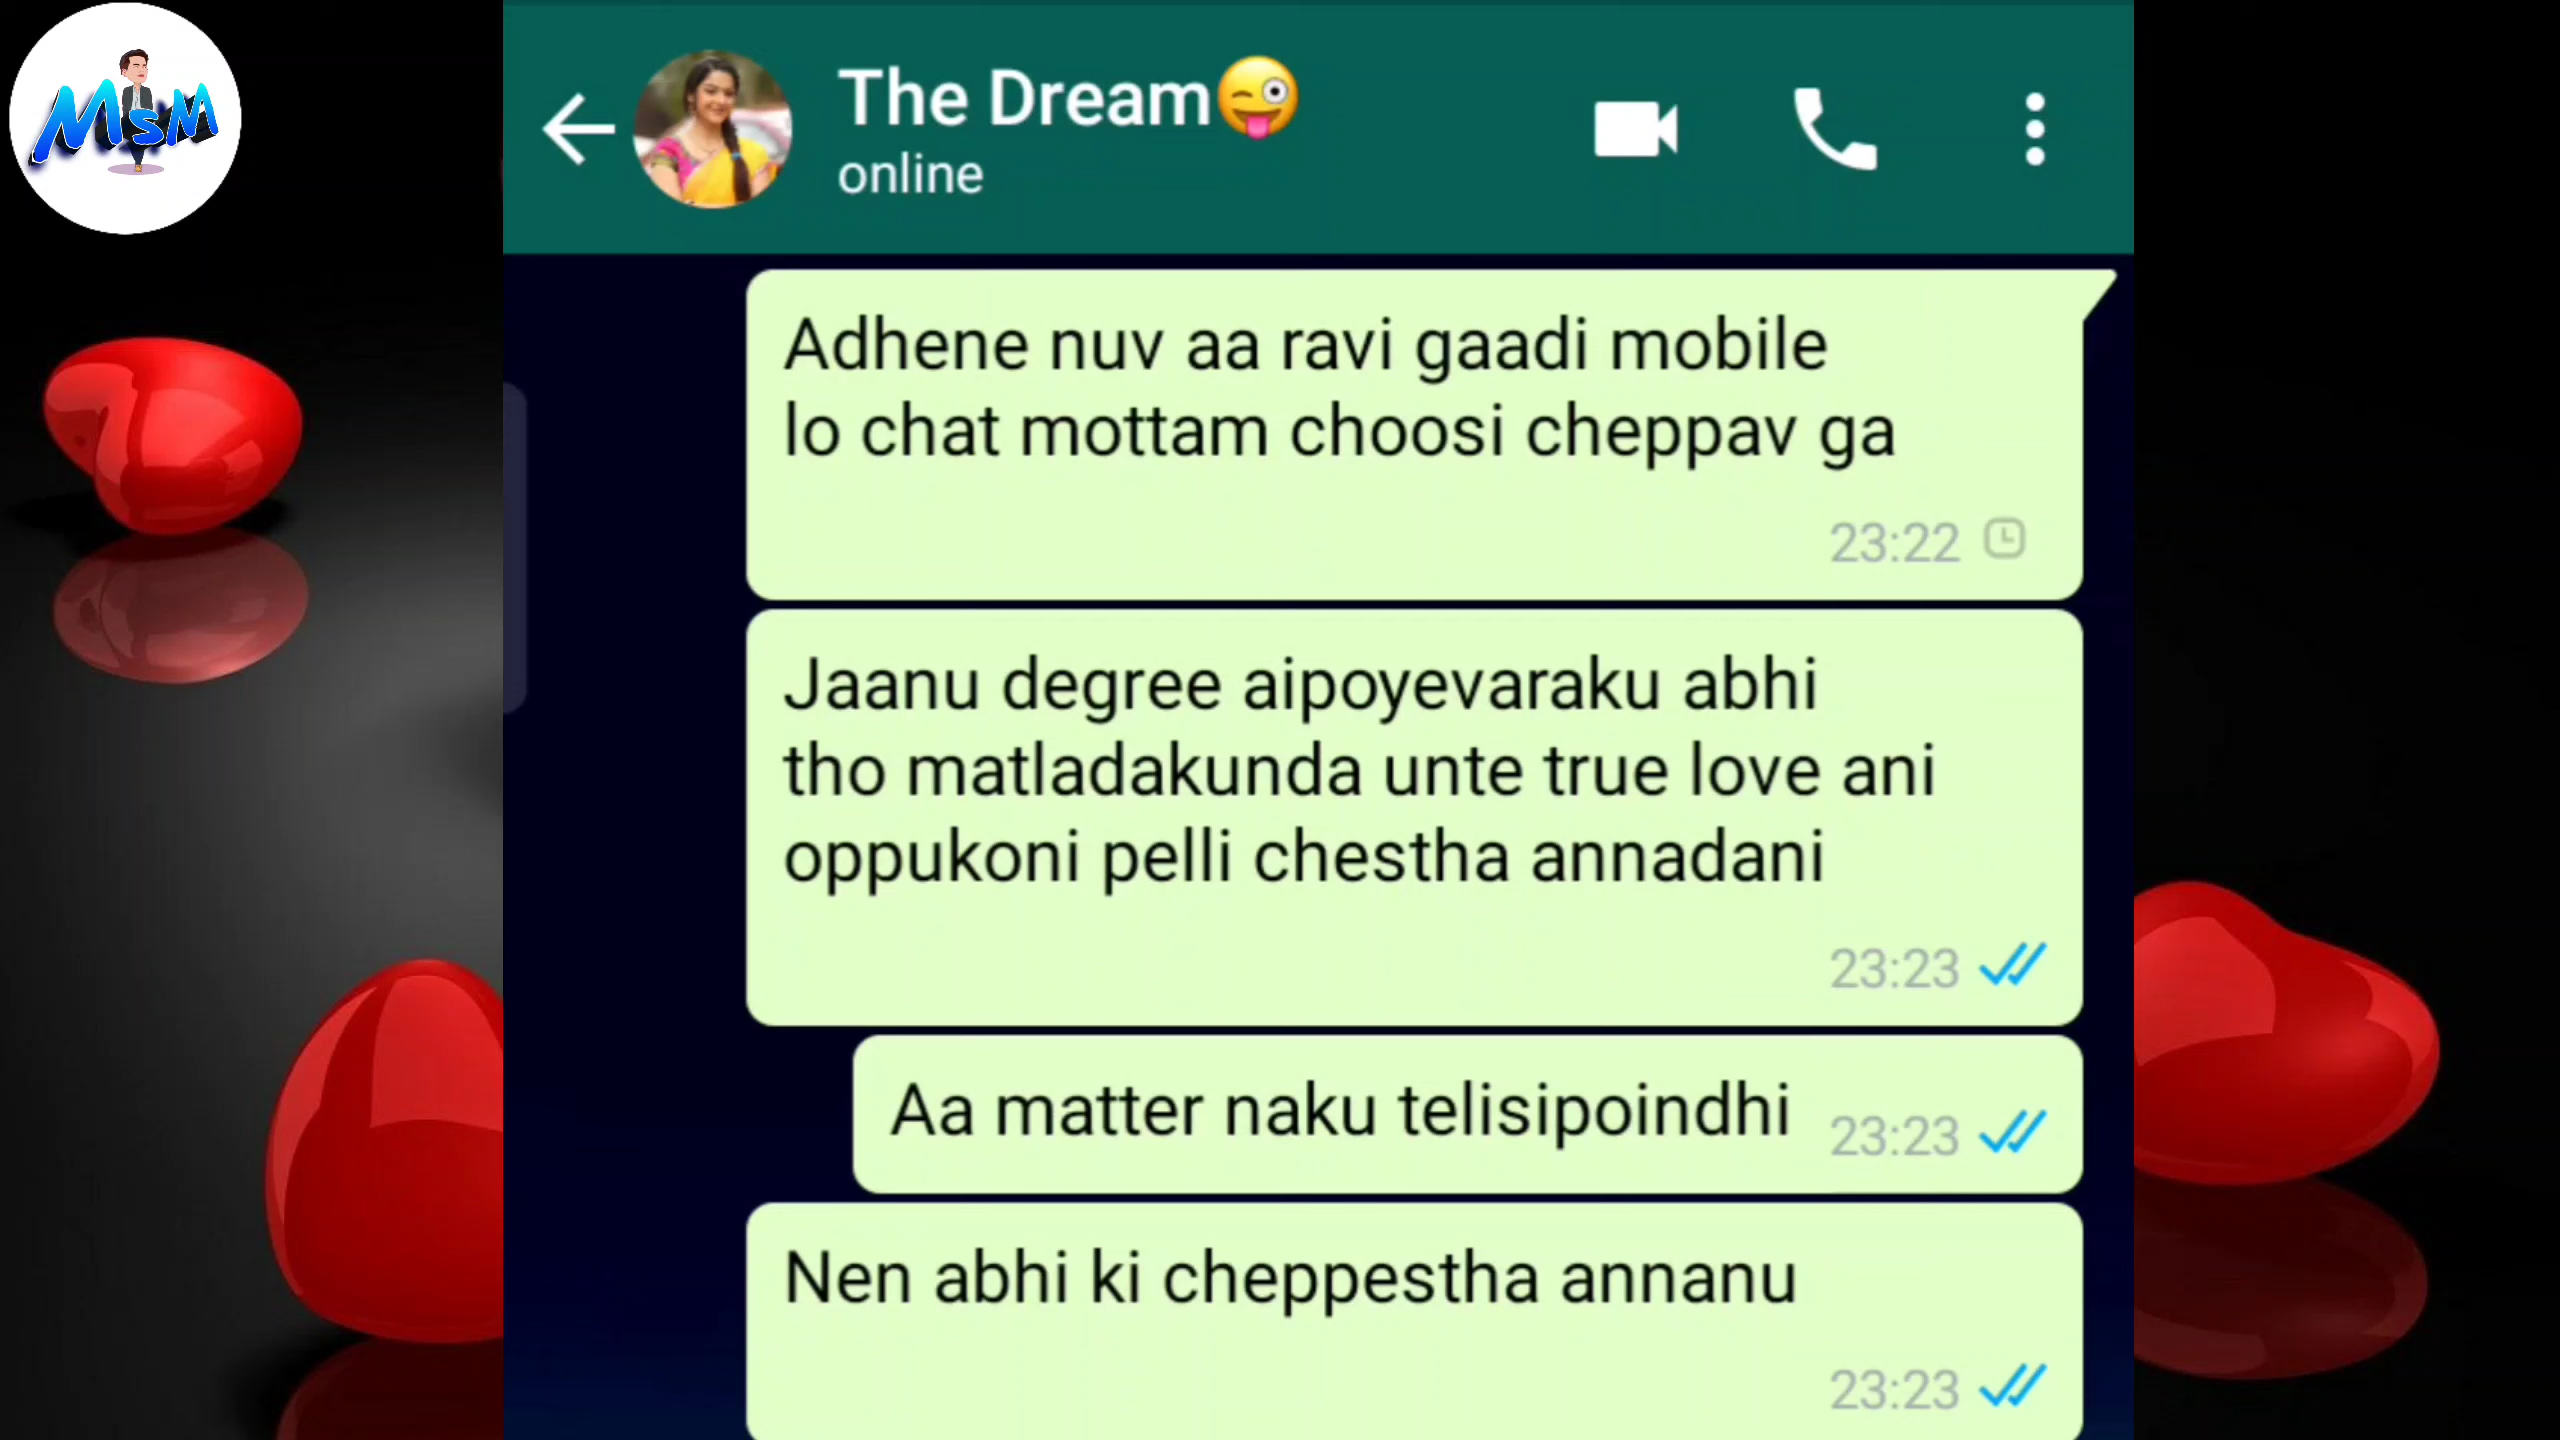 MSM
The Dream😜
online
Adhene nuv aa ravi gaadi mobile
lo chat mottam choosi cheppav ga
23:22
Jaanu degree aipoyevaraku abhi
tho matladakunda unte true love ani
oppukoni pelli chestha annadani
23:23
Aa matter naku telisipoindhi 23:23
Nen abhi ki cheppestha annanu
23:23